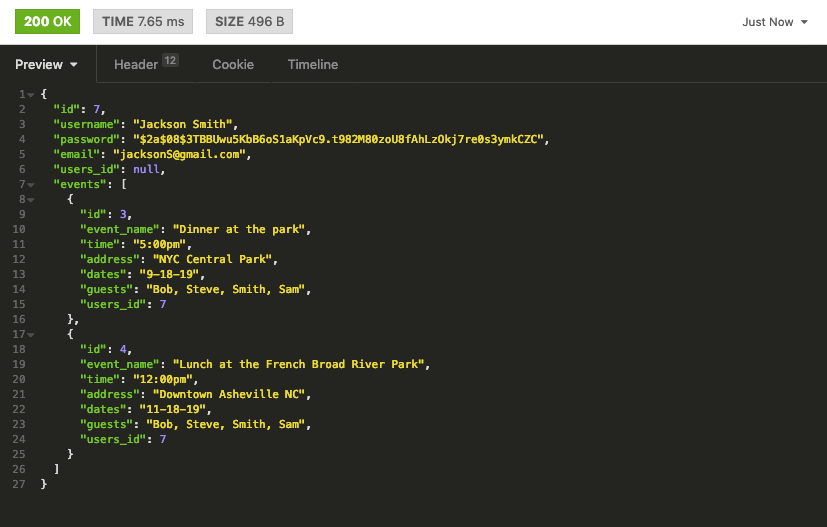 200 OK TIME 7.65 ms SIZE 496 B Just Now
Preview Header 12 Cookie Timeline
1 {
2 "id": 7,
3 "username": "Jackson Smith",
4 "password": "$2a$08$3TBBUwu5KbB6oS1aKpVc9.t982M80zoU8fAhLzOkj7re0s3ymkCZC",
5 "email": "jacksonS@gmail.com",
6 "users_id": null,
7 "events": [
8 {
9 "id": 3,
10 "event_name": "Dinner at the park",
11 "time": "5:00pm",
12 "address": "NYC Central Park",
13 "dates": "9-18-19",
14 "guests": "Bob, Steve, Smith, Sam",
15 "users_id": 7
16 },
17 {
18 "id": 4,
19 "event_name": "Lunch at the French Broad River Park",
20 "time": "12:00pm",
21 "address": "Downtown Asheville NC",
22 "dates": "11-18-19",
23 "guests": "Bob, Steve, Smith, Sam",
24 "users_id": 7
25 }
26 ]
27 }